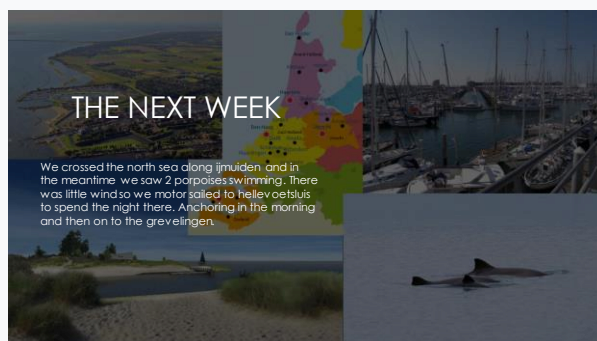 THE NEXT WEEK
We crossed the north sea along ijmuiden and in
the meantime we saw 2 porpoises swimming. There
was little wind so we motor sailed to hellevoetsluis
to spend the night there. Anchoring in the morning
and then on to the grevelingen.